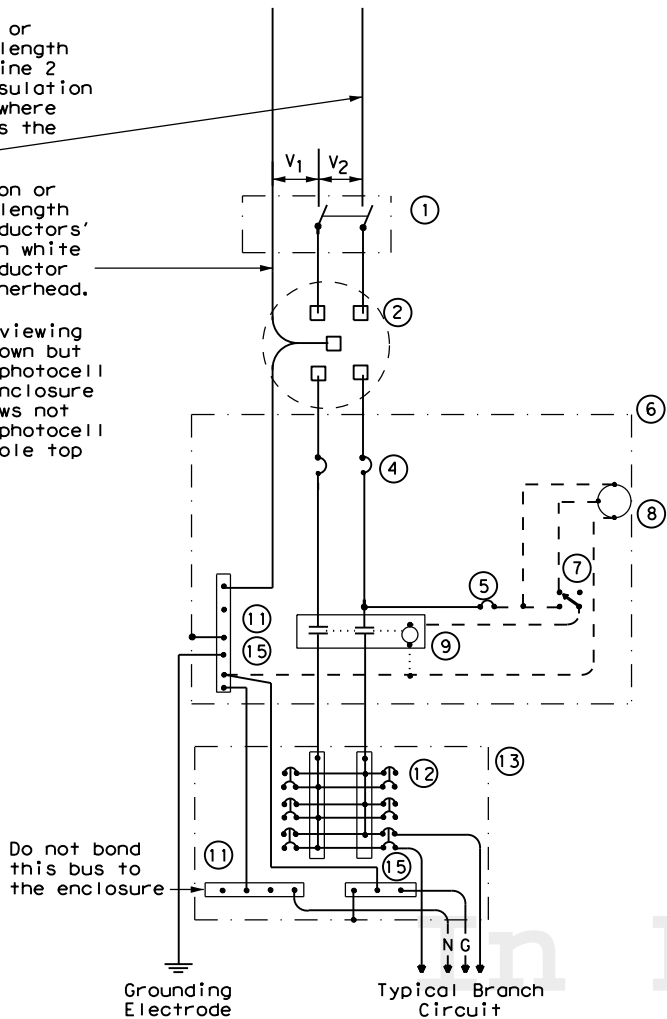 or
length
ine 2
sulation
where
s the
on or
length
ductors'
n white
ductor
herhead.
viewing
own but
photocell
nclosure
ws not
photocell
ole top
V1
V2
1
2
6
4
8
7
5
11
15
9
13
12
11
15
Do not bond
this bus to
the enclosure
N G
Grounding
Electrode
Typical Branch
Circuit
In